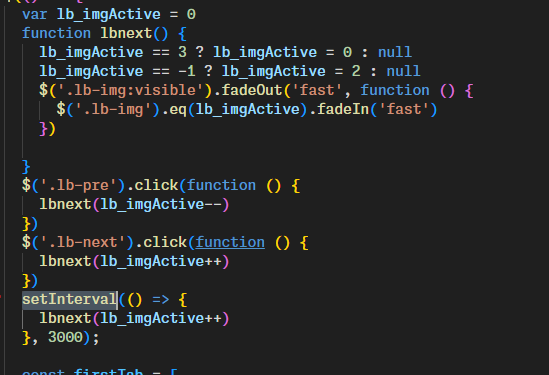 var lb_imgActive = 0
function lbnext() {
lb_imgActive == 3 ? lb_imgActive = 0 : null
lb_imgActive == -1 ? lb_imgActive = 2 : null
$('.lb-img:visible').fadeOut('fast', function () {
$('.lb-img').eq(lb_imgActive).fadeIn('fast')
})
}
$('.lb-pre').click(function () {
lbnext(lb_imgActive--)
})
$('.lb-next').click(function () {
lbnext(lb_imgActive++)
})
setInterval(() => {
lbnext(lb_imgActive++)
}, 3000);
const firstTab = [